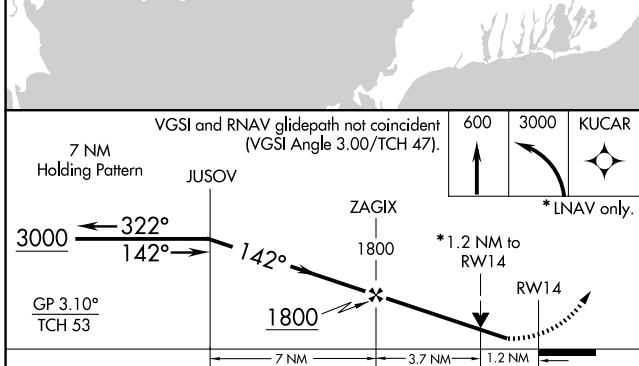 VGSI and RNAV glidepath not coincident
(VGSI Angle 3.00/TCH 47).
600
3000
KUCAR
7 NM
Holding Pattern
JUSOV
* LNAV only.
ZAGIX
322°
3000
142°
142°
1800
*1.2 NM to
RW14
RW14
GP 3.10°
TCH 53
1800
7 NM
3.7 NM
1.2 NM